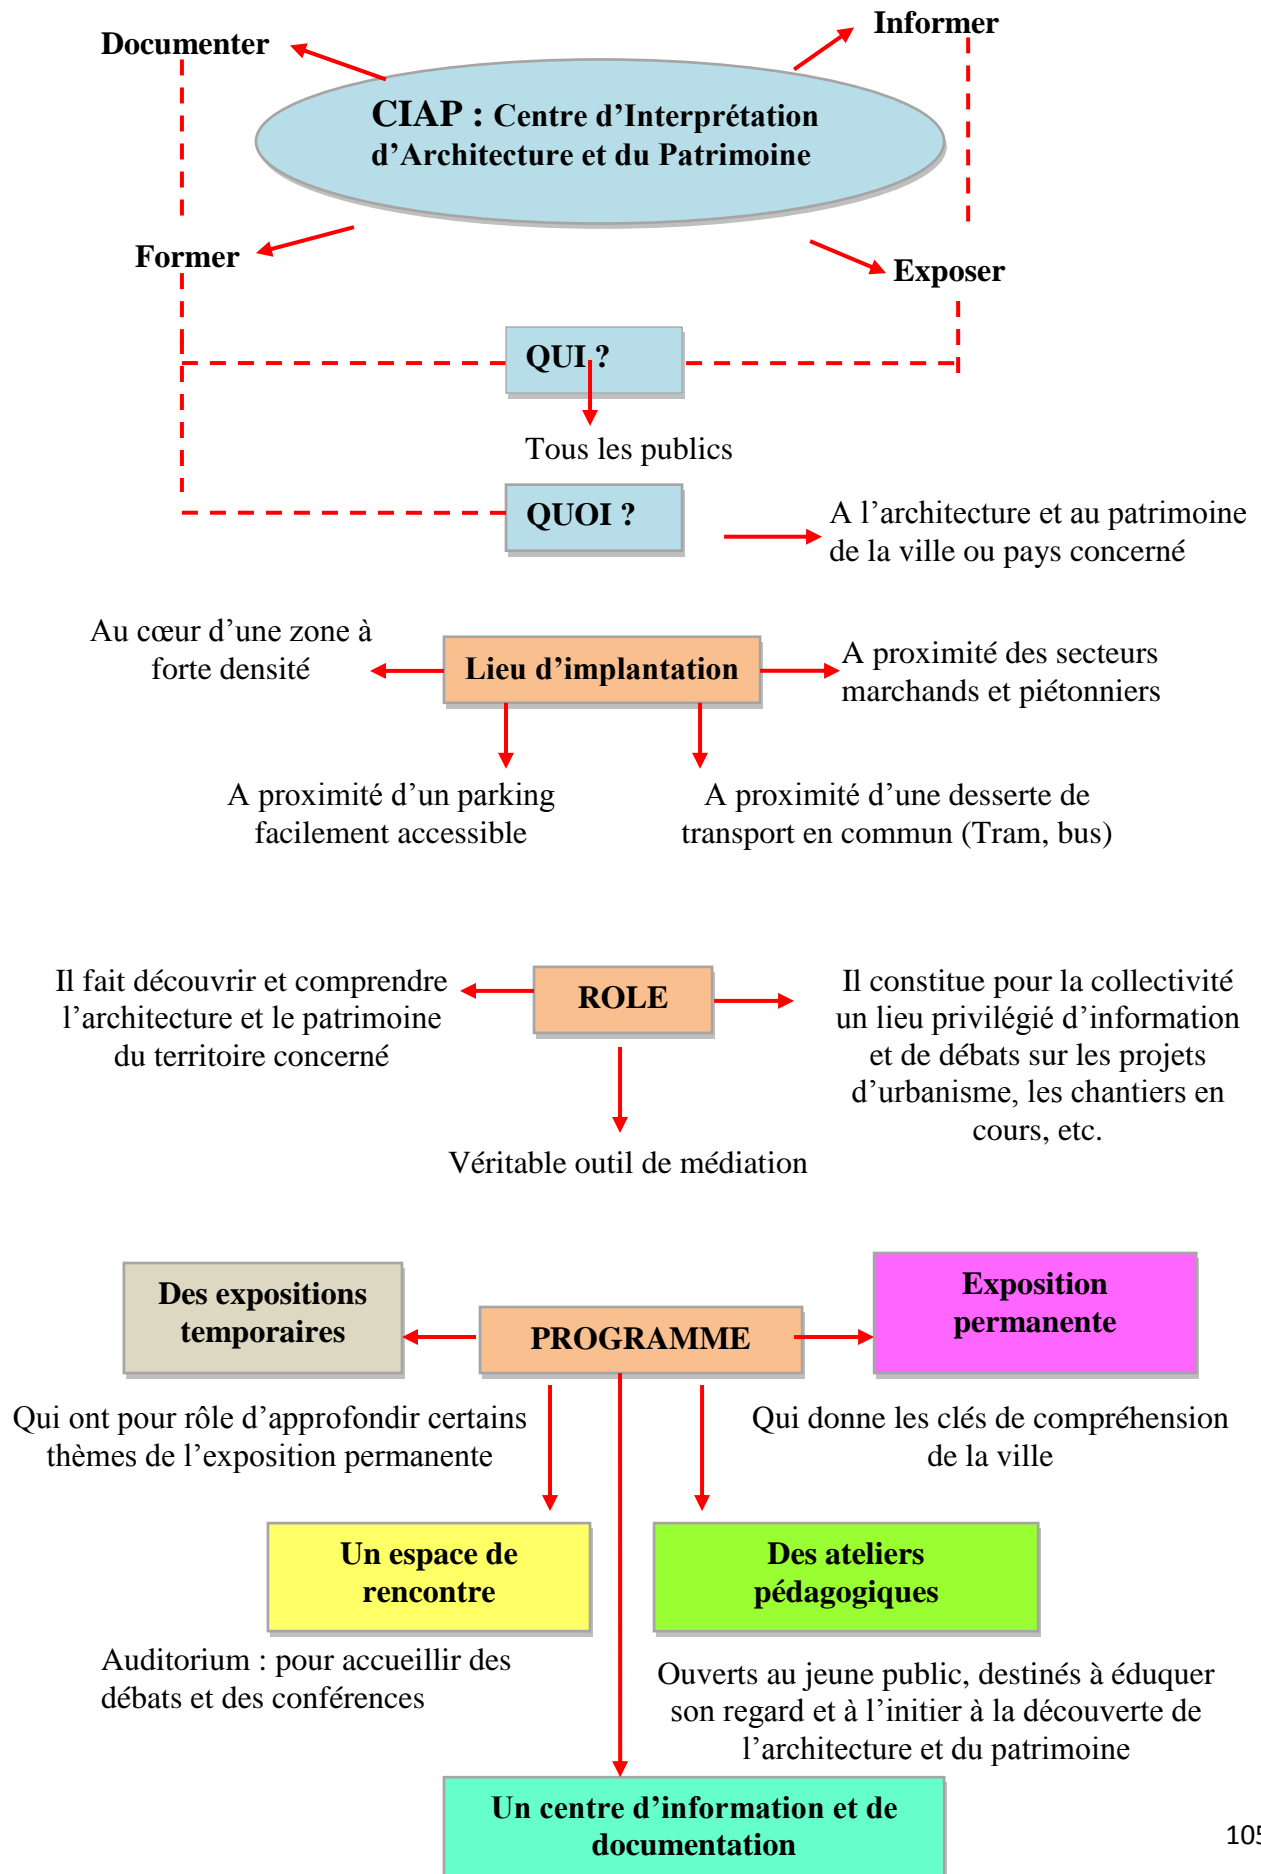 Documenter
Informer
CIAP : Centre d’Interprétation
d’Architecture et du Patrimoine
Former
Exposer
QUI ?
Tous les publics
QUOI ?
A l’architecture et au patrimoine
de la ville ou pays concerné
Au cœur d’une zone à
forte densité
Lieu d’implantation
A proximité des secteurs
marchands et piétonniers
A proximité d’un parking
facilement accessible
A proximité d’une desserte de
transport en commun (Tram, bus)
Il fait découvrir et comprendre
l’architecture et le patrimoine
du territoire concerné
ROLE
Il constitue pour la collectivité
un lieu privilégié d’information
et de débats sur les projets
d’urbanisme, les chantiers en
cours, etc.
Véritable outil de médiation
Des expositions
temporaires
PROGRAMME
Exposition
permanente
Qui ont pour rôle d’approfondir certains
thèmes de l’exposition permanente
Qui donne les clés de compréhension
de la ville
Un espace de
rencontre
Des ateliers
pédagogiques
Auditorium : pour accueillir des
débats et des conférences
Ouverts au jeune public, destinés à éduquer
son regard et à l’initier à la découverte de
l’architecture et du patrimoine
Un centre d’information et de
documentation
105